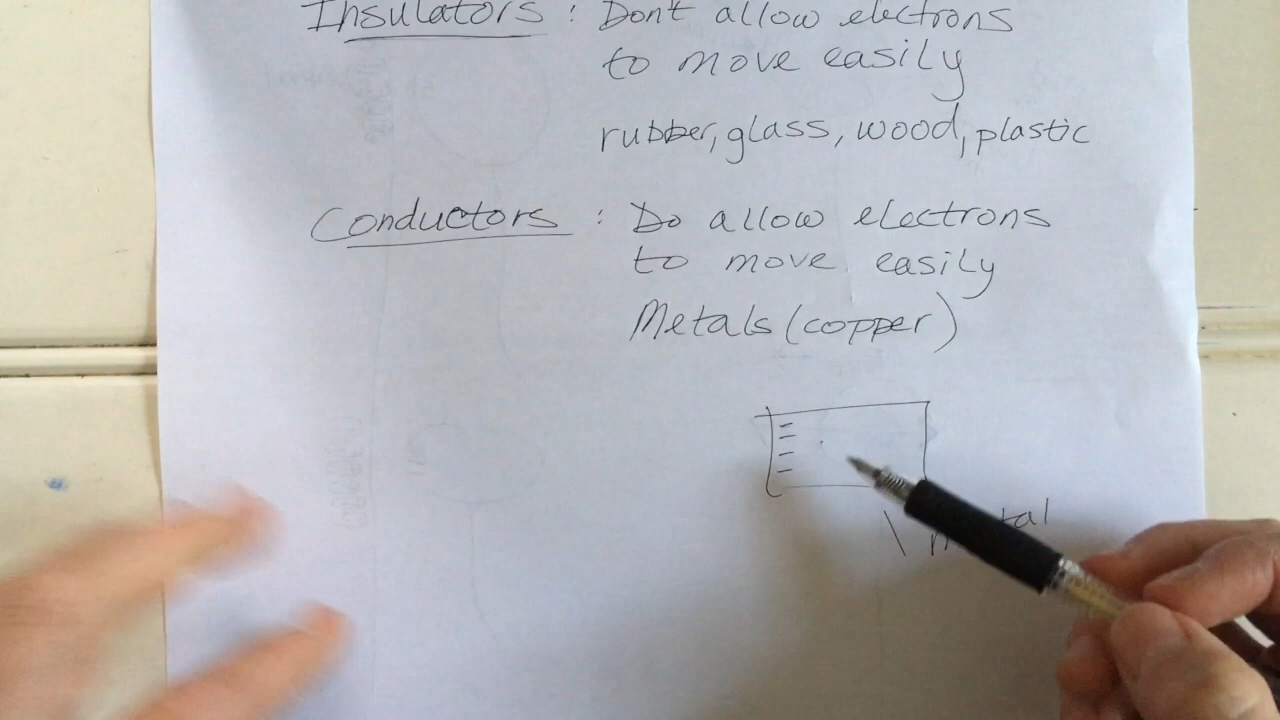 Insulators : Dont allow electrons
to move easily
rubber, glass, wood, plastic
Conductors : Do allow electrons
to move easily
Metals (copper)